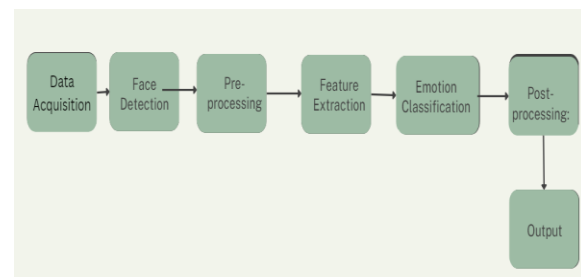 Data
Acquisition
Face
Detection
Pre-
processing
Feature
Extraction
Emotion
Classification
Post-
processing:
Output